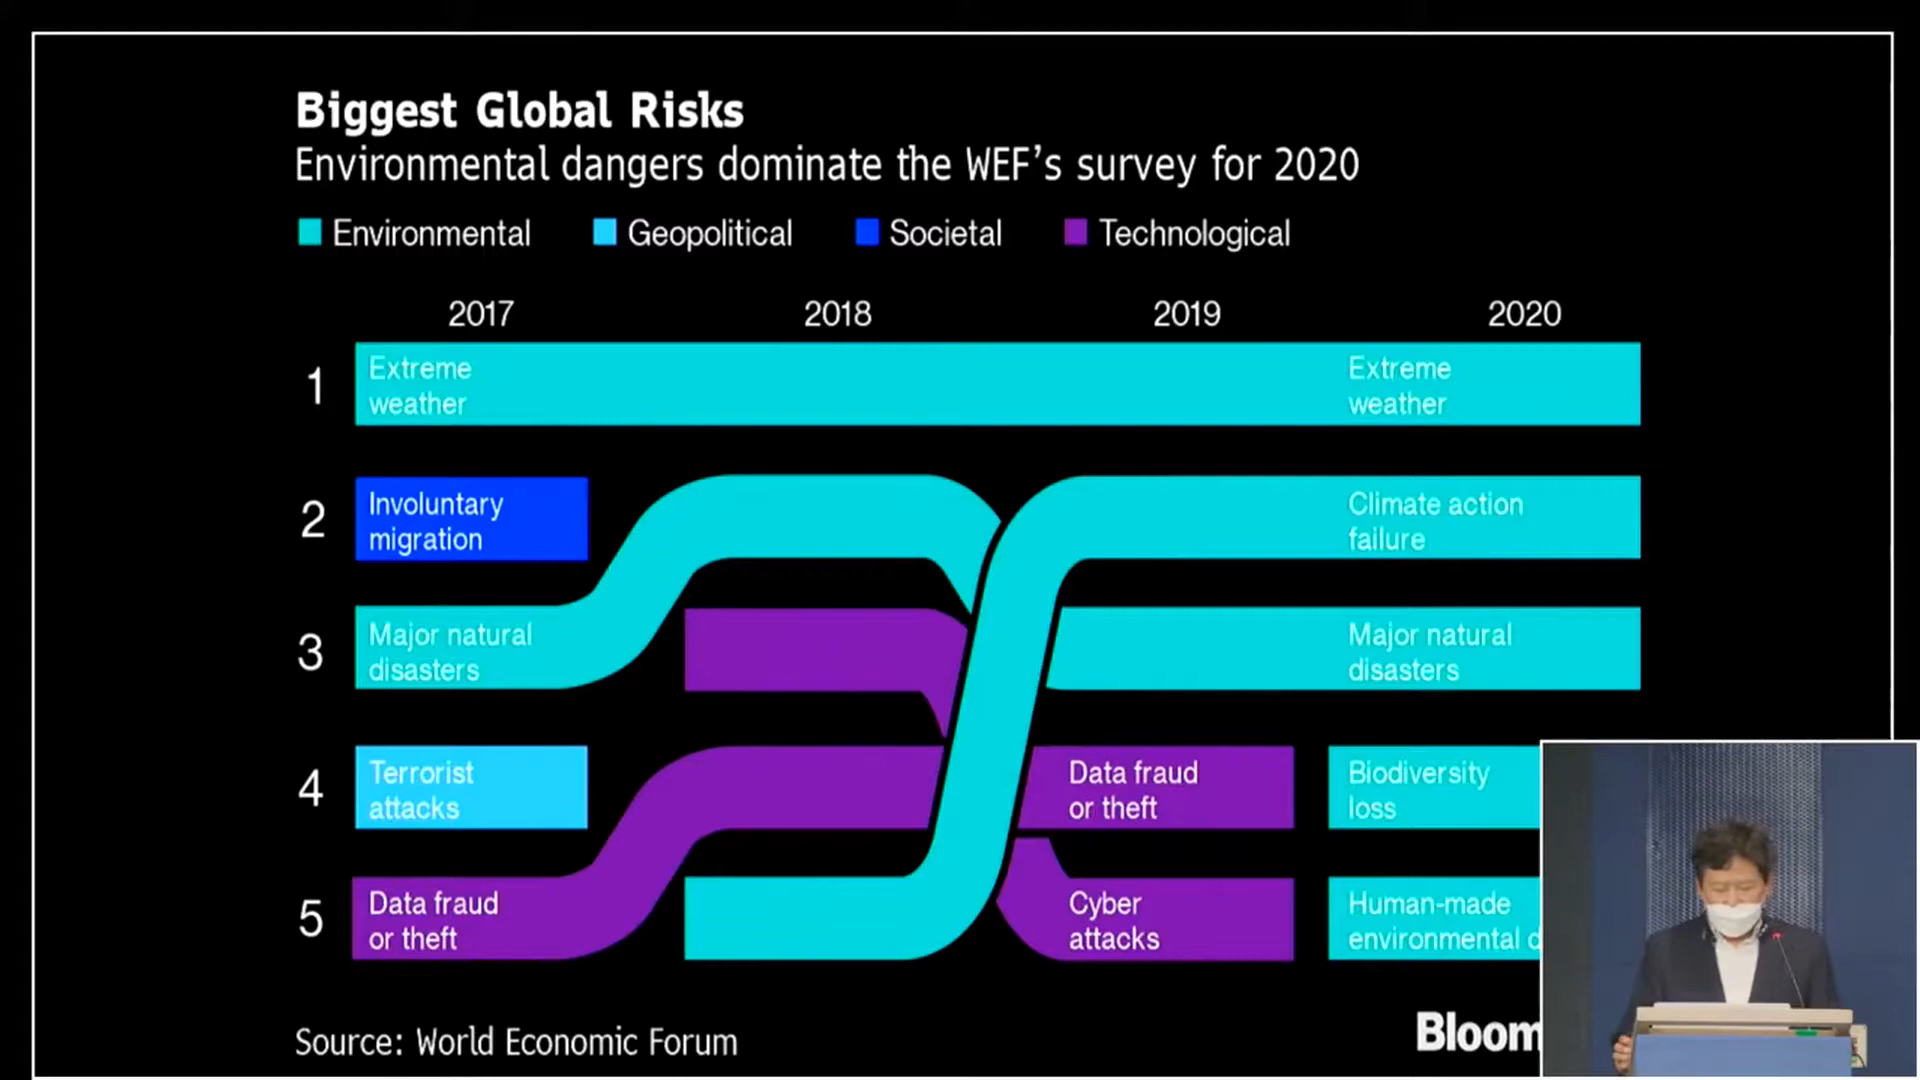 Biggest Global Risks
Environmental dangers dominate the WEF's survey for 2020
Environmental Geopolitical Societal Technological
2017 2018 2019 2020
1
Extreme
weather
Extreme
weather
2
Involuntary
migration
Climate action
failure
3
Major natural
disasters
Major natural
disasters
4
Terrorist
attacks
Data fraud
or theft
Biodiversity
loss
5
Data fraud
or theft
Cyber
attacks
Human-made
environmental d
Source: World Economic Forum
Bloom